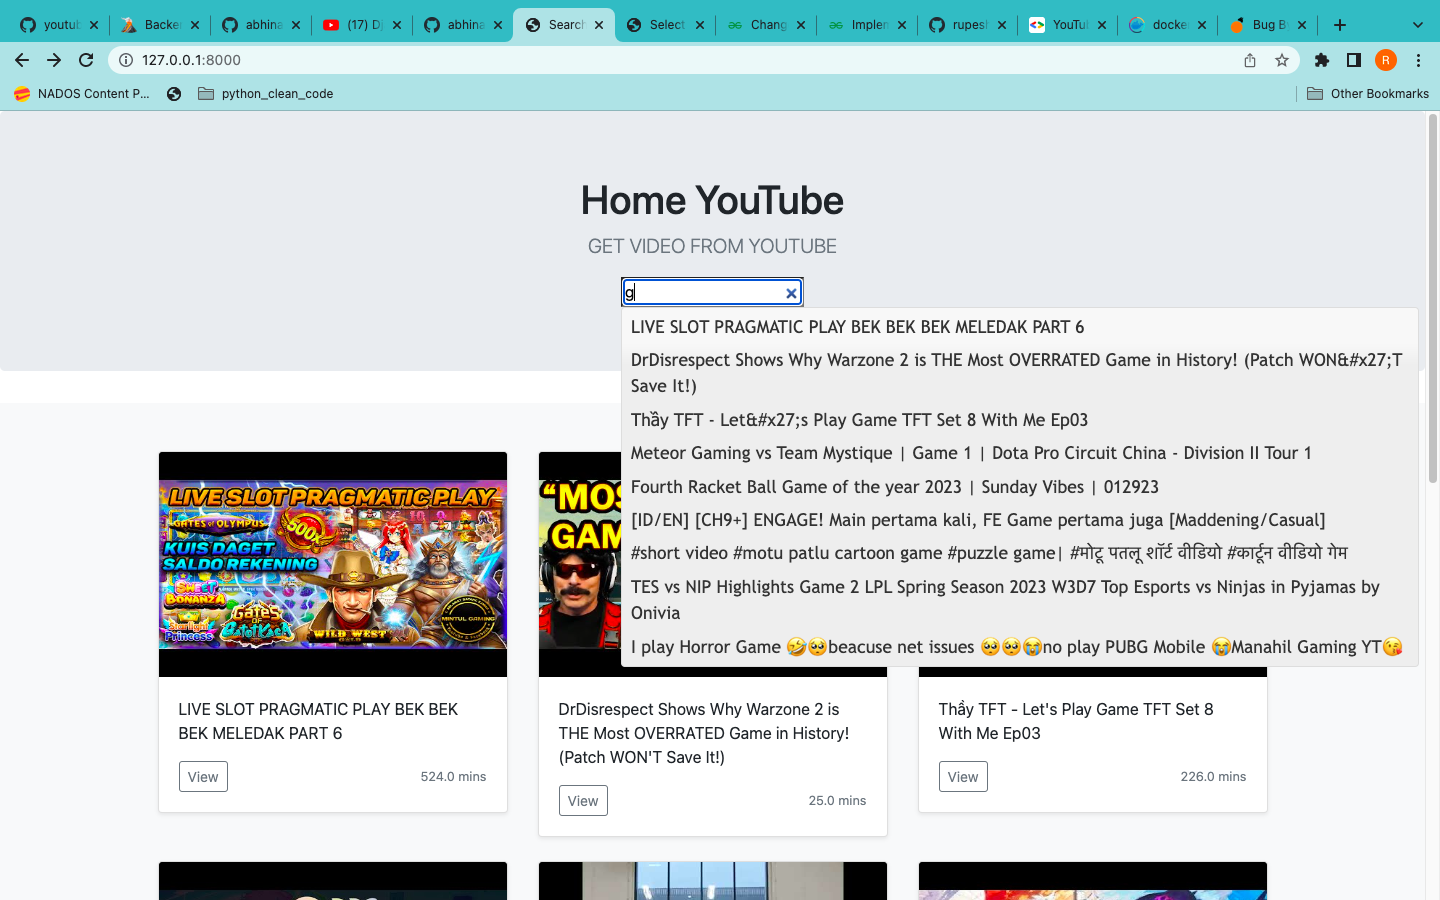 youtub
Backen
abhina
(17) Dj
abhina
Search
Select
Chang
Implem
rupesh
YouTub
docke
Bug By
127.0.0.1:8000
R
NADOS Content P...
python_clean_code
Other Bookmarks
Home YouTube
GET VIDEO FROM YOUTUBE
g
LIVE SLOT PRAGMATIC PLAY BEK BEK BEK MELEDAK PART 6
DrDisrespect Shows Why Warzone 2 is THE Most OVERRATED Game in History! (Patch WON&#x27;T
Save It!)
Thầy TFT - Let&#x27;s Play Game TFT Set 8 With Me Ep03
Meteor Gaming vs Team Mystique | Game 1 | Dota Pro Circuit China - Division II Tour 1
Fourth Racket Ball Game of the year 2023 | Sunday Vibes | 012923
[ID/EN] [CH9+] ENGAGE! Main pertama kali, FE Game pertama juga [Maddening/Casual]
#short video #motu patlu cartoon game #puzzle game| #मोटू पतलू शॉर्ट वीडियो #कार्टून वीडियो गेम
TES vs NIP Highlights Game 2 LPL Spring Season 2023 W3D7 Top Esports vs Ninjas in Pyjamas by
Onivia
I play Horror Game 🤣🥺beacuse net issues 🥺🥺😭no play PUBG Mobile 😭Manahil Gaming YT😘
LIVE SLOT PRAGMATIC PLAY
GATES OF OLYMPUS
500x
KUIS DAGET
SALDO REKENING
SWEET
BONANZA
Starlight
Princess
GATES OF
GATOTKACA
WILD WEST
GOLD
MINTUL GAMING
"MOS
GAM
LIVE SLOT PRAGMATIC PLAY BEK BEK
BEK MELEDAK PART 6
View
524.0 mins
DrDisrespect Shows Why Warzone 2 is
THE Most OVERRATED Game in History!
(Patch WON'T Save It!)
View
25.0 mins
Thầy TFT - Let's Play Game TFT Set 8
With Me Ep03
View
226.0 mins